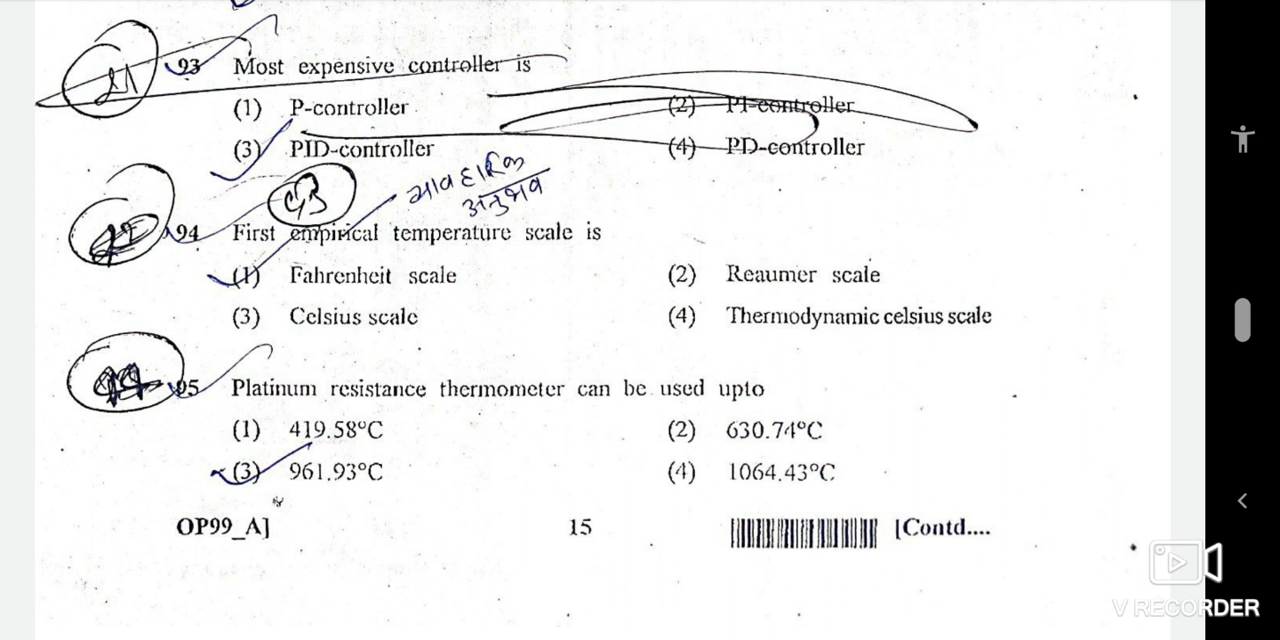 21 93 Most expensive controller is
(1) P-controller (2) PI-controller
(3) PID-controller (4) PD-controller
93
94 First empirical temperature scale is
(1) Fahrenheit scale (2) Reaumer scale
(3) Celsius scale (4) Thermodynamic celsius scale
95 Platinum resistance thermometer can be used upto
(1) 419.58°C (2) 630.74°C
(3) 961.93°C (4) 1064.43°C
OP99_A] 15 [Contd....
V RECORDER